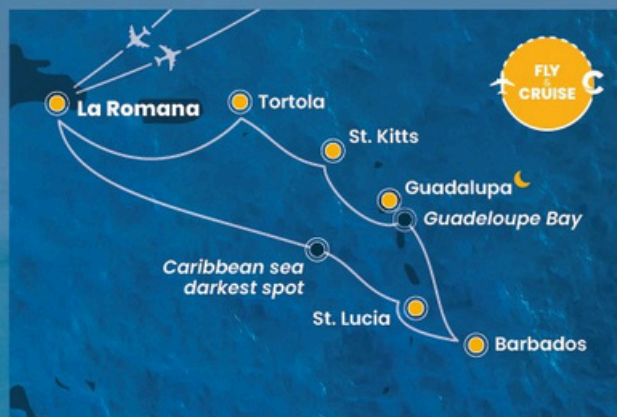 FLY
&
CRUISE
C
La Romana
Tortola
St. Kitts
Guadalupa
Guadeloupe Bay
Caribbean sea
darkest spot
St. Lucia
Barbados